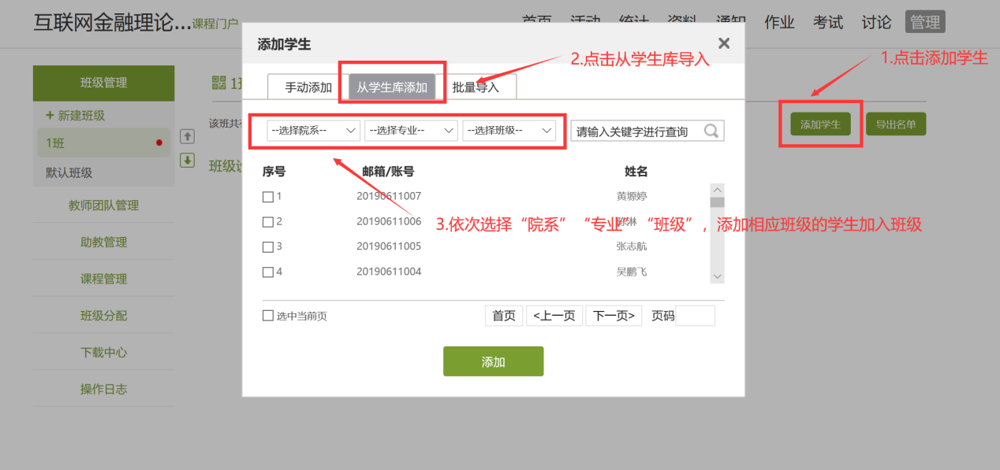 互联网金融理论...课程门户
首页 活动 统计 资料 通知 作业 考试 讨论 管理
添加学生
2.点击从学生库导入
1.点击添加学生
班级管理
手动添加 从学生库添加 批量导入
+ 新建班级
该班共有
--选择院系-- --选择专业-- --选择班级-- 请输入关键字进行查询
添加学生 导出名单
1班
默认班级
班级设
序号 邮箱/账号 姓名
1 20190611007 黄塬婷
2 20190611006 林
3.依次选择“院系”“专业”“班级”，添加相应班级的学生加入班级
3 20190611005 张志航
4 20190611004 吴鹏飞
教师团队管理
助教管理
课程管理
班级分配
下载中心
操作日志
选中当前页 首页 <上一页 下一页> 页码
添加